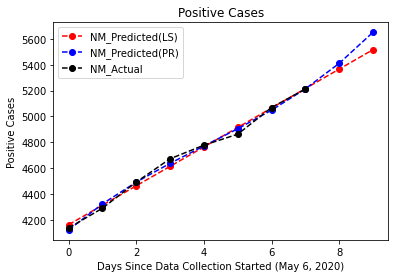 Positive Cases
NM_Predicted(LS)
NM_Predicted(PR)
NM_Actual
Positive Cases
5600
5400
5200
5000
4800
4600
4400
4200
0 2 4 6 8
Days Since Data Collection Started (May 6, 2020)